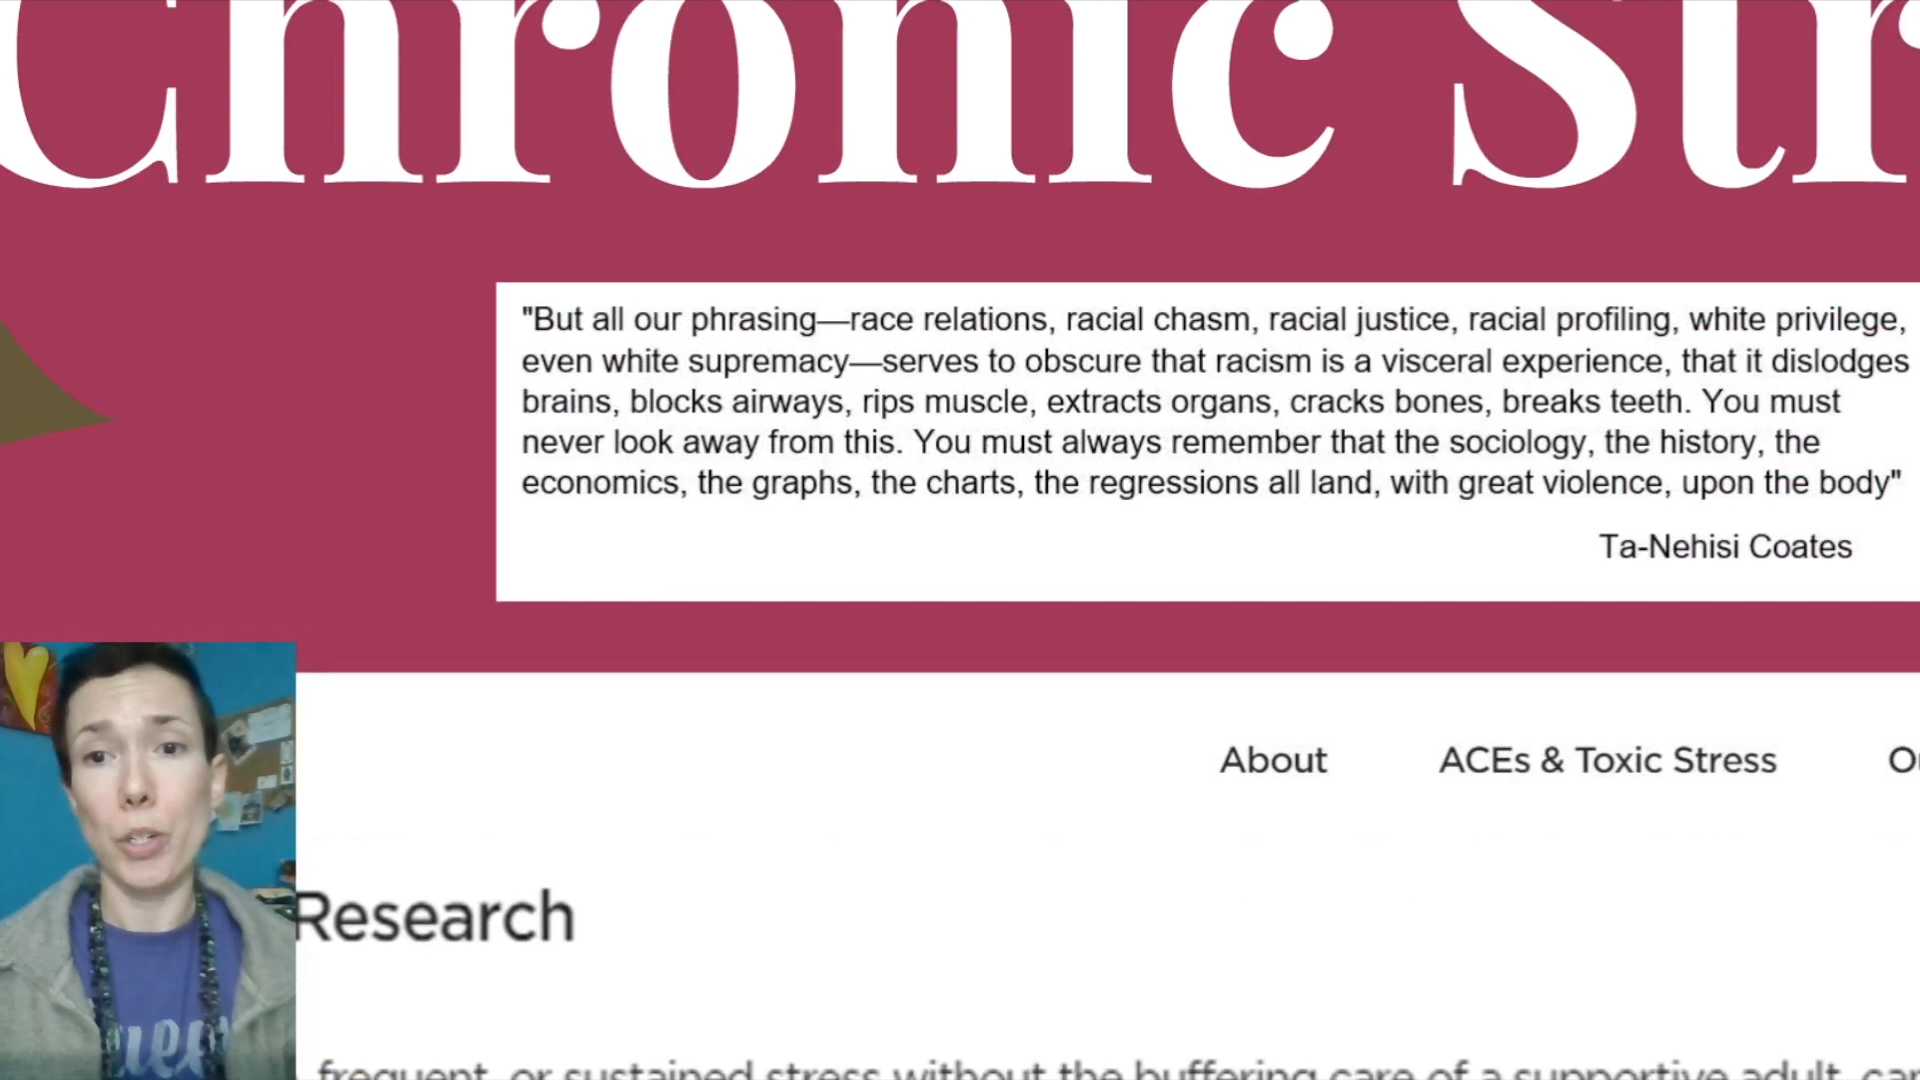 Chronic Str
"But all our phrasing—race relations, racial chasm, racial justice, racial profiling, white privilege,
even white supremacy—serves to obscure that racism is a visceral experience, that it dislodges
brains, blocks airways, rips muscle, extracts organs, cracks bones, breaks teeth. You must
never look away from this. You must always remember that the sociology, the history, the
economics, the graphs, the charts, the regressions all land, with great violence, upon the body"
Ta-Nehisi Coates
About ACEs & Toxic Stress
Research
frequent, or sustained stress without the buffering care of a supportive adult, can